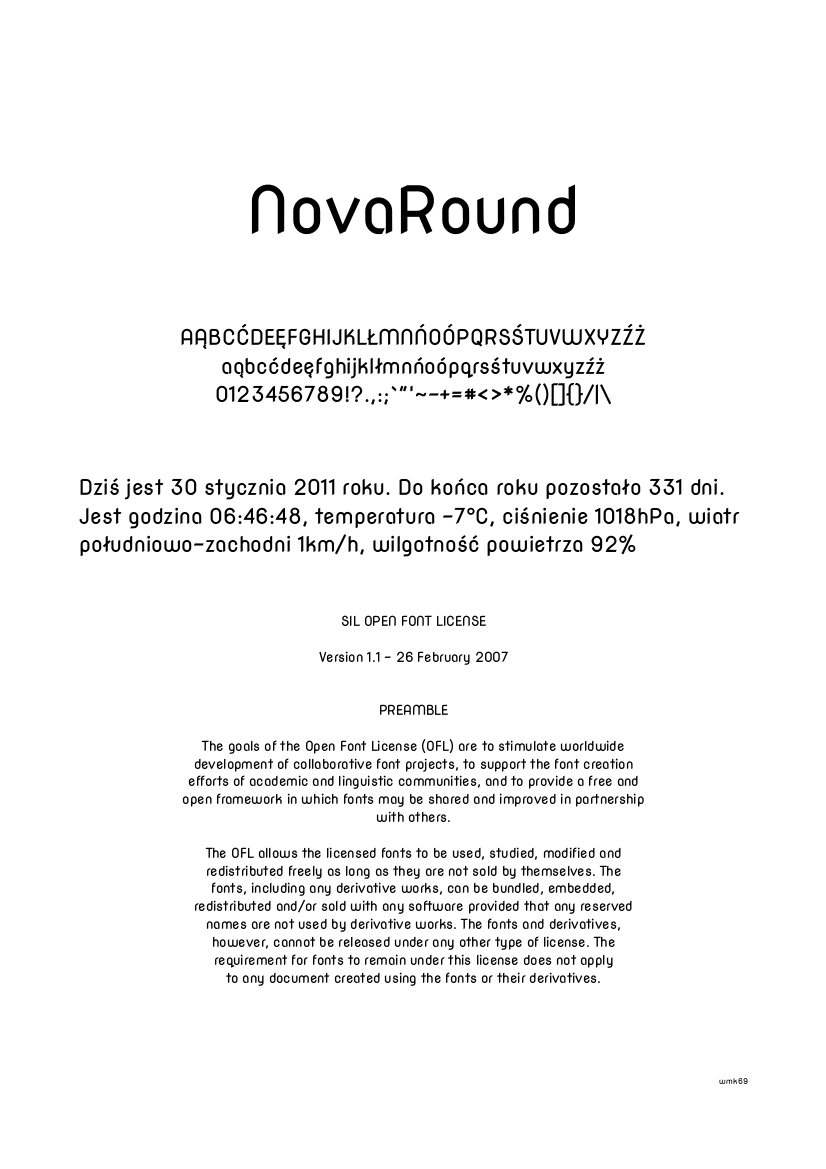 NovaRound
AĄBCĆDEĘFGHIJKLŁMNŃOÓPQRSŚTUVWXYZŹŻ
aąbcćdeęfghijklłmnńoópqrsśtuvwxyzźż
0123456789!?.,:;`"'~-+=#<>*%()[]{}/|\
Dziś jest 30 stycznia 2011 roku. Do końca roku pozostało 331 dni.
Jest godzina 06:46:48, temperatura -7°C, ciśnienie 1018hPa, wiatr
południowo-zachodni 1km/h, wilgotność powietrza 92%
SIL OPEN FONT LICENSE
Version 1.1 - 26 February 2007
PREAMBLE
The goals of the Open Font License (OFL) are to stimulate worldwide
development of collaborative font projects, to support the font creation
efforts of academic and linguistic communities, and to provide a free and
open framework in which fonts may be shared and improved in partnership
with others.
The OFL allows the licensed fonts to be used, studied, modified and
redistributed freely as long as they are not sold by themselves. The
fonts, including any derivative works, can be bundled, embedded,
redistributed and/or sold with any software provided that any reserved
names are not used by derivative works. The fonts and derivatives,
however, cannot be released under any other type of license. The
requirement for fonts to remain under this license does not apply
to any document created using the fonts or their derivatives.
wmk69